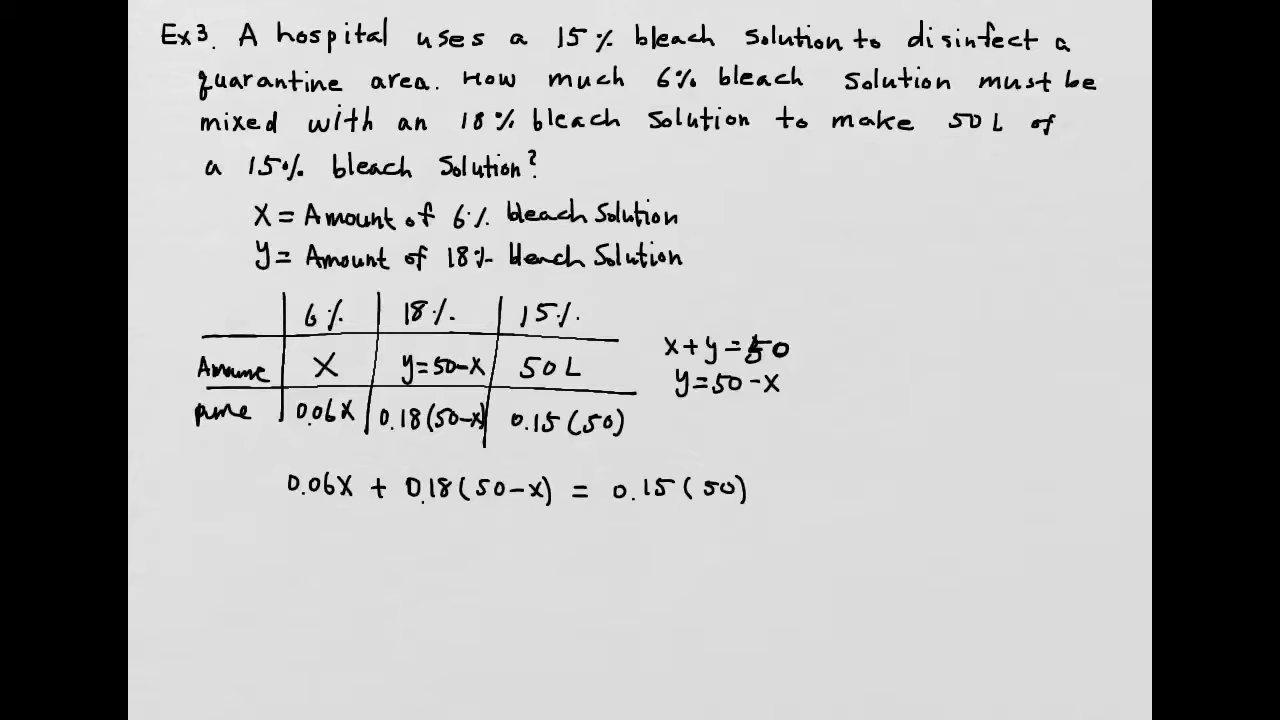 Ex3. A hospital uses a 15% bleach solution to disinfect a
quarantine area. How much 6% bleach solution must be
mixed with an 18% bleach solution to make 50 L of
a 15% bleach solution?
X = Amount of 6% bleach solution
y = Amount of 18% bleach solution
6% 18% 15%
X y=50-x 50 L
pure 0.06X 0.18(50-x) 0.15(50)
x+y=50
y=50-x
0.06x + 0.18(50-x) = 0.15(50)